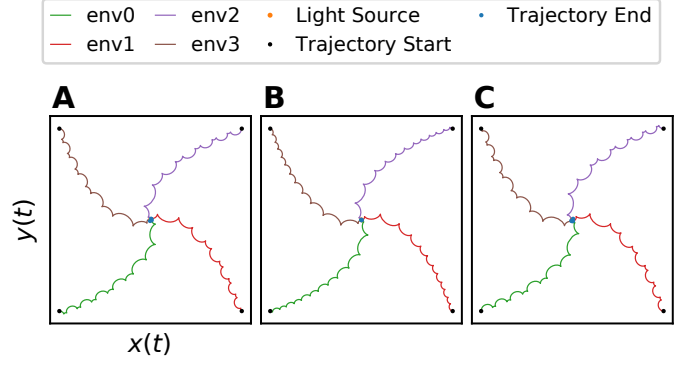 env0 env2 Light Source Trajectory End
env1 env3 Trajectory Start
A B C
y(t)
x(t)